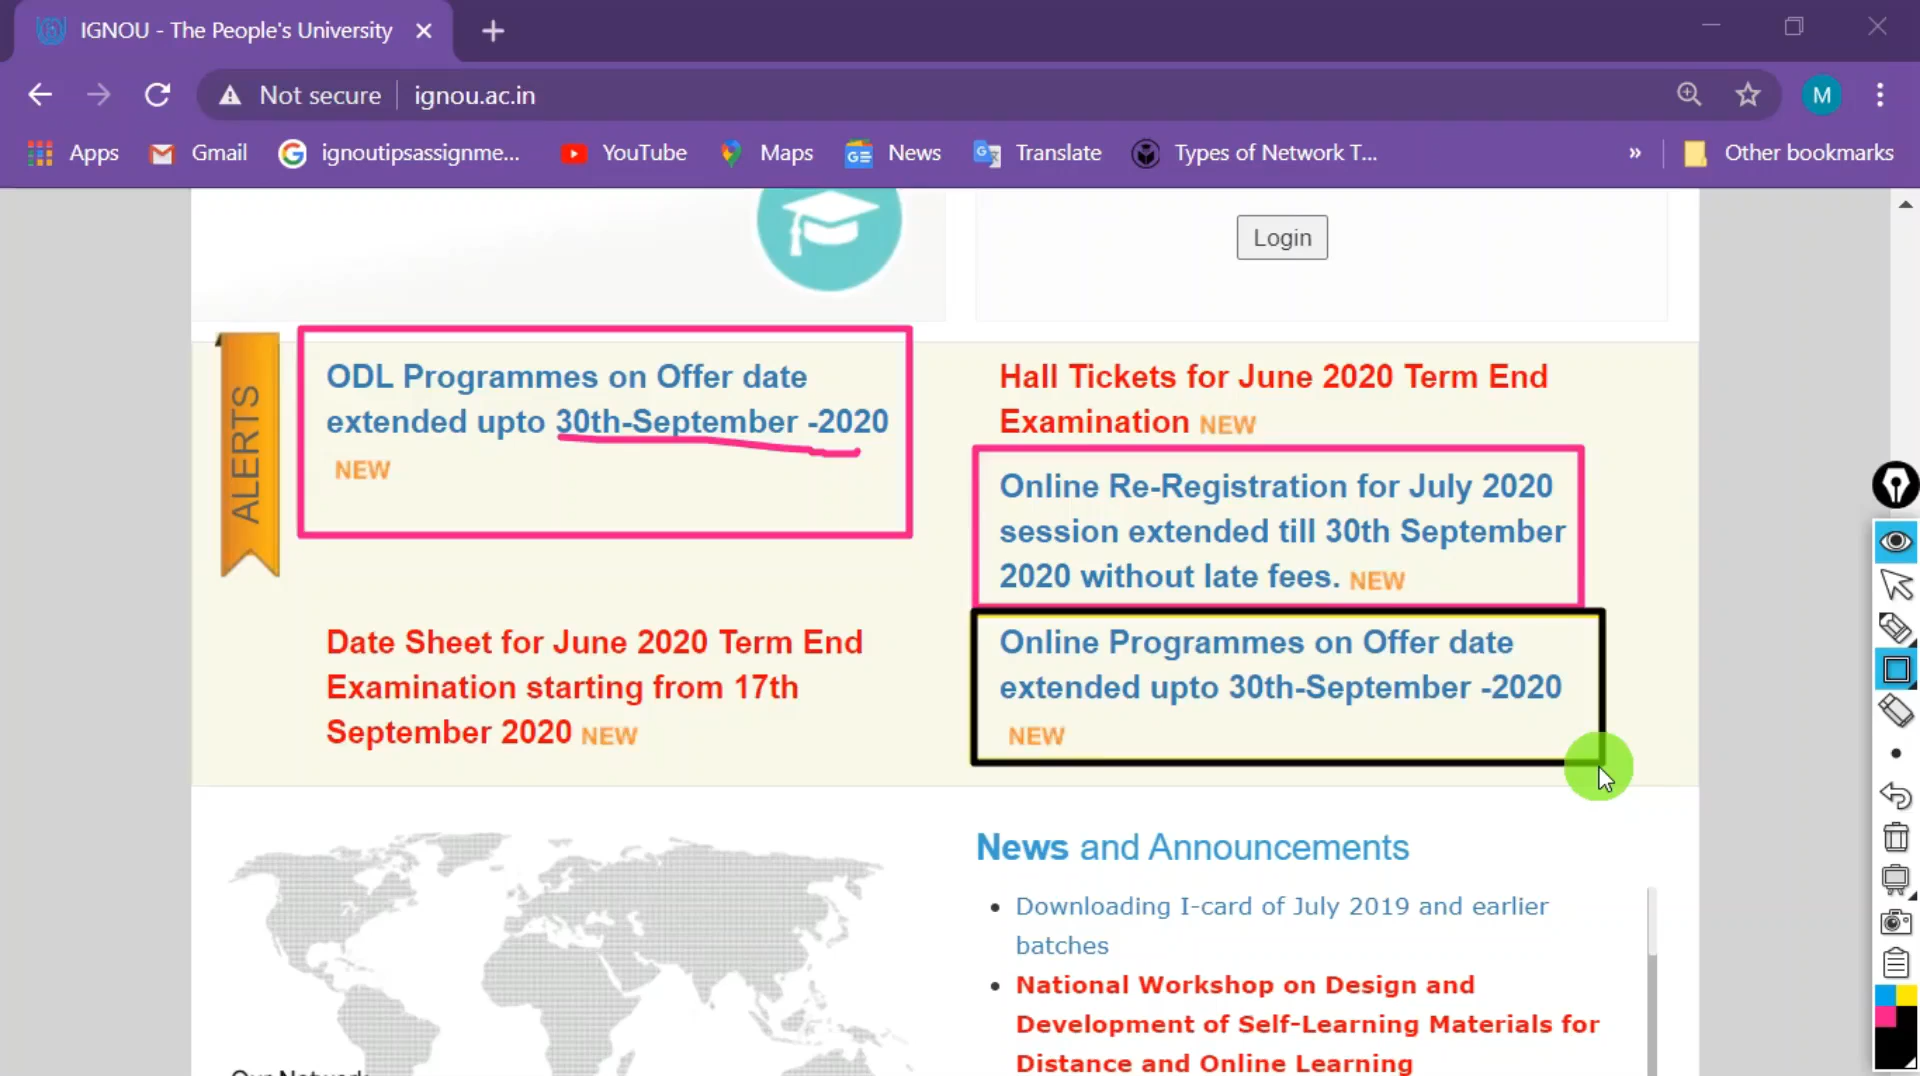 IGNOU - The People's University
Not secure
ignou.ac.in
M
Apps
Gmail
ignoutipsassignme...
YouTube
Maps
News
Translate
Types of Network T...
»
Other bookmarks
Login
ALERTS
ODL Programmes on Offer date
extended upto 30th-September -2020
NEW
Hall Tickets for June 2020 Term End
Examination NEW
Online Re-Registration for July 2020
session extended till 30th September
2020 without late fees. NEW
Date Sheet for June 2020 Term End
Examination starting from 17th
September 2020 NEW
Online Programmes on Offer date
extended upto 30th-September -2020
NEW
News and Announcements
Downloading I-card of July 2019 and earlier
batches
National Workshop on Design and
Development of Self-Learning Materials for
Distance and Online Learning
Our Network